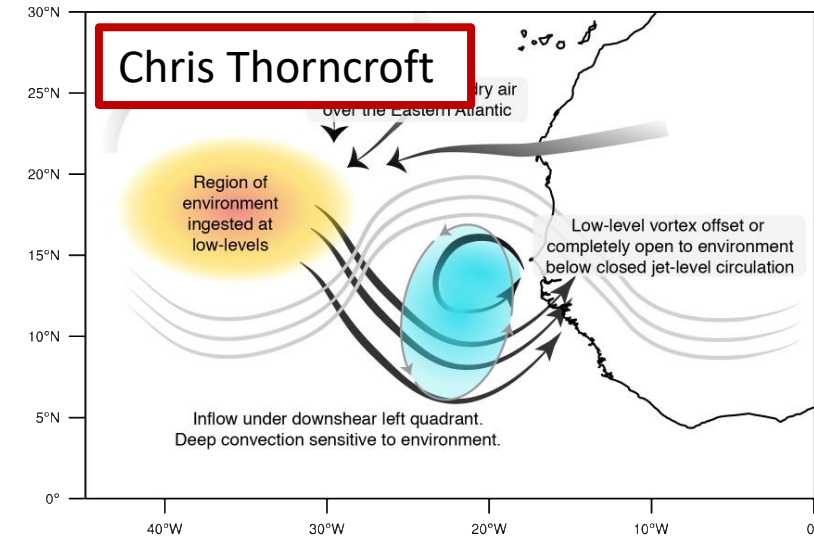 30°N
Chris Thorncroft
dry air
over the Eastern Atlantic
25°N
20°N
Region of
environment
ingested at
low-levels
Low-level vortex offset or
completely open to environment
below closed jet-level circulation
15°N
10°N
5°N
Inflow under downshear left quadrant.
Deep convection sensitive to environment.
0°
40°W
30°W
20°W
10°W
0